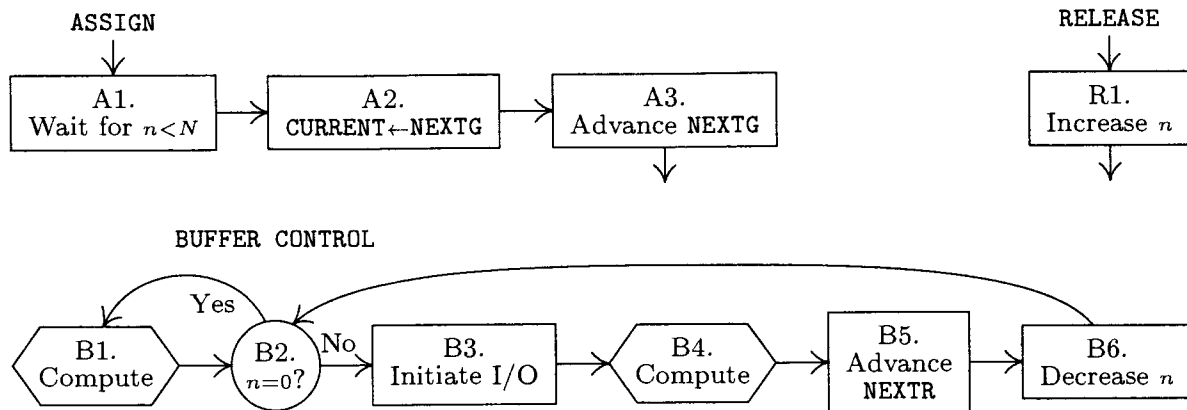 ASSIGN
RELEASE
A1.
Wait for n<N
A2.
CURRENT←NEXTG
A3.
Advance NEXTG
R1.
Increase n
BUFFER CONTROL
Yes
No
B1.
Compute
B2.
n=0?
B3.
Initiate I/O
B4.
Compute
B5.
Advance
NEXTR
B6.
Decrease n